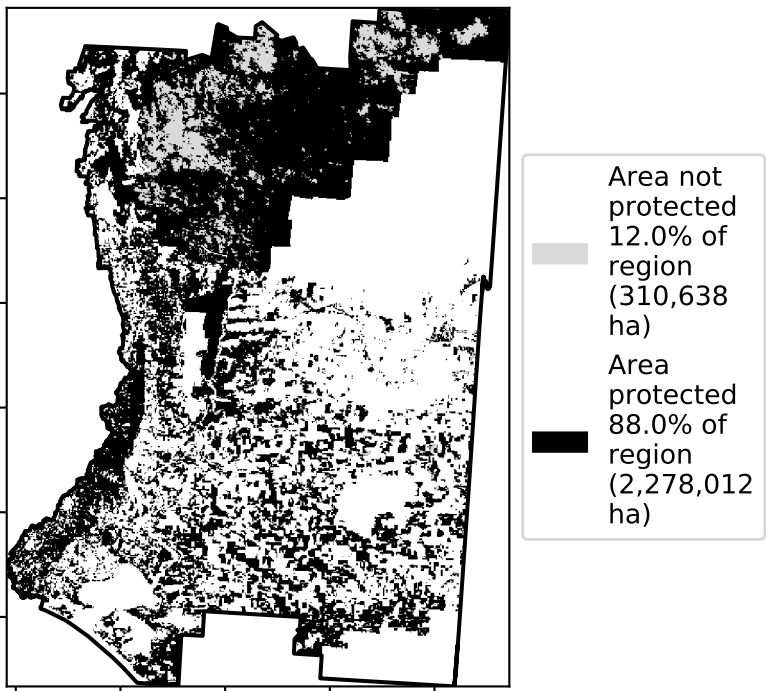 Area not
protected
12.0% of
region
(310,638
ha)
Area
protected
88.0% of
region
(2,278,012
ha)